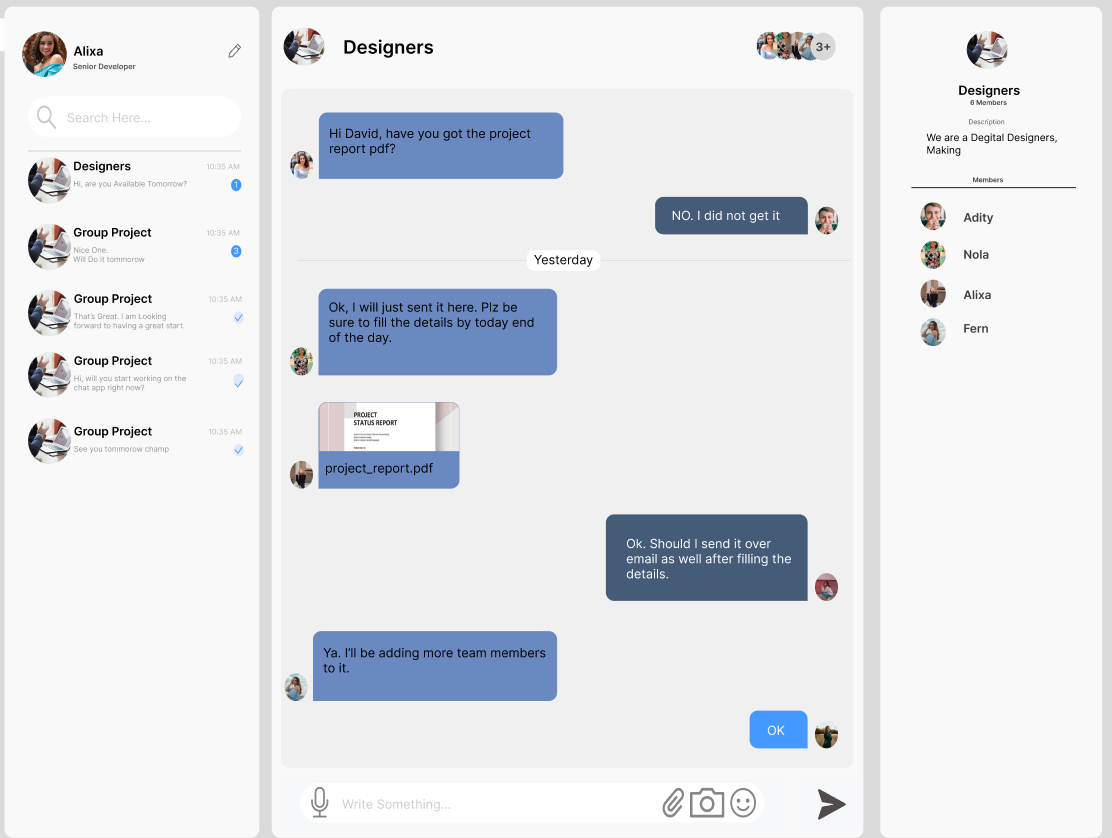 Alixa
Senior Developer
Search Here...
Designers
10:35 AM
Hi, are you Available Tomorrow?
1
Group Project
10:35 AM
Nice One.
Will Do it tommorow
3
Group Project
10:35 AM
That's Great. I am Looking
forward to having a great start.
Group Project
10:35 AM
Hi, will you start working on the
chat app right now?
Group Project
10:35 AM
See you tommorow champ
Designers
3+
Hi David, have you got the project
report pdf?
NO. I did not get it
Yesterday
Ok, I will just sent it here. Plz be
sure to fill the details by today end
of the day.
PROJECT
STATUS REPORT
project_report.pdf
Ok. Should I send it over
email as well after filling the
details.
Ya. I'll be adding more team members
to it.
OK
Write Something...
Designers
6 Members
Description
We are a Degital Designers,
Making
Members
Adity
Nola
Alixa
Fern